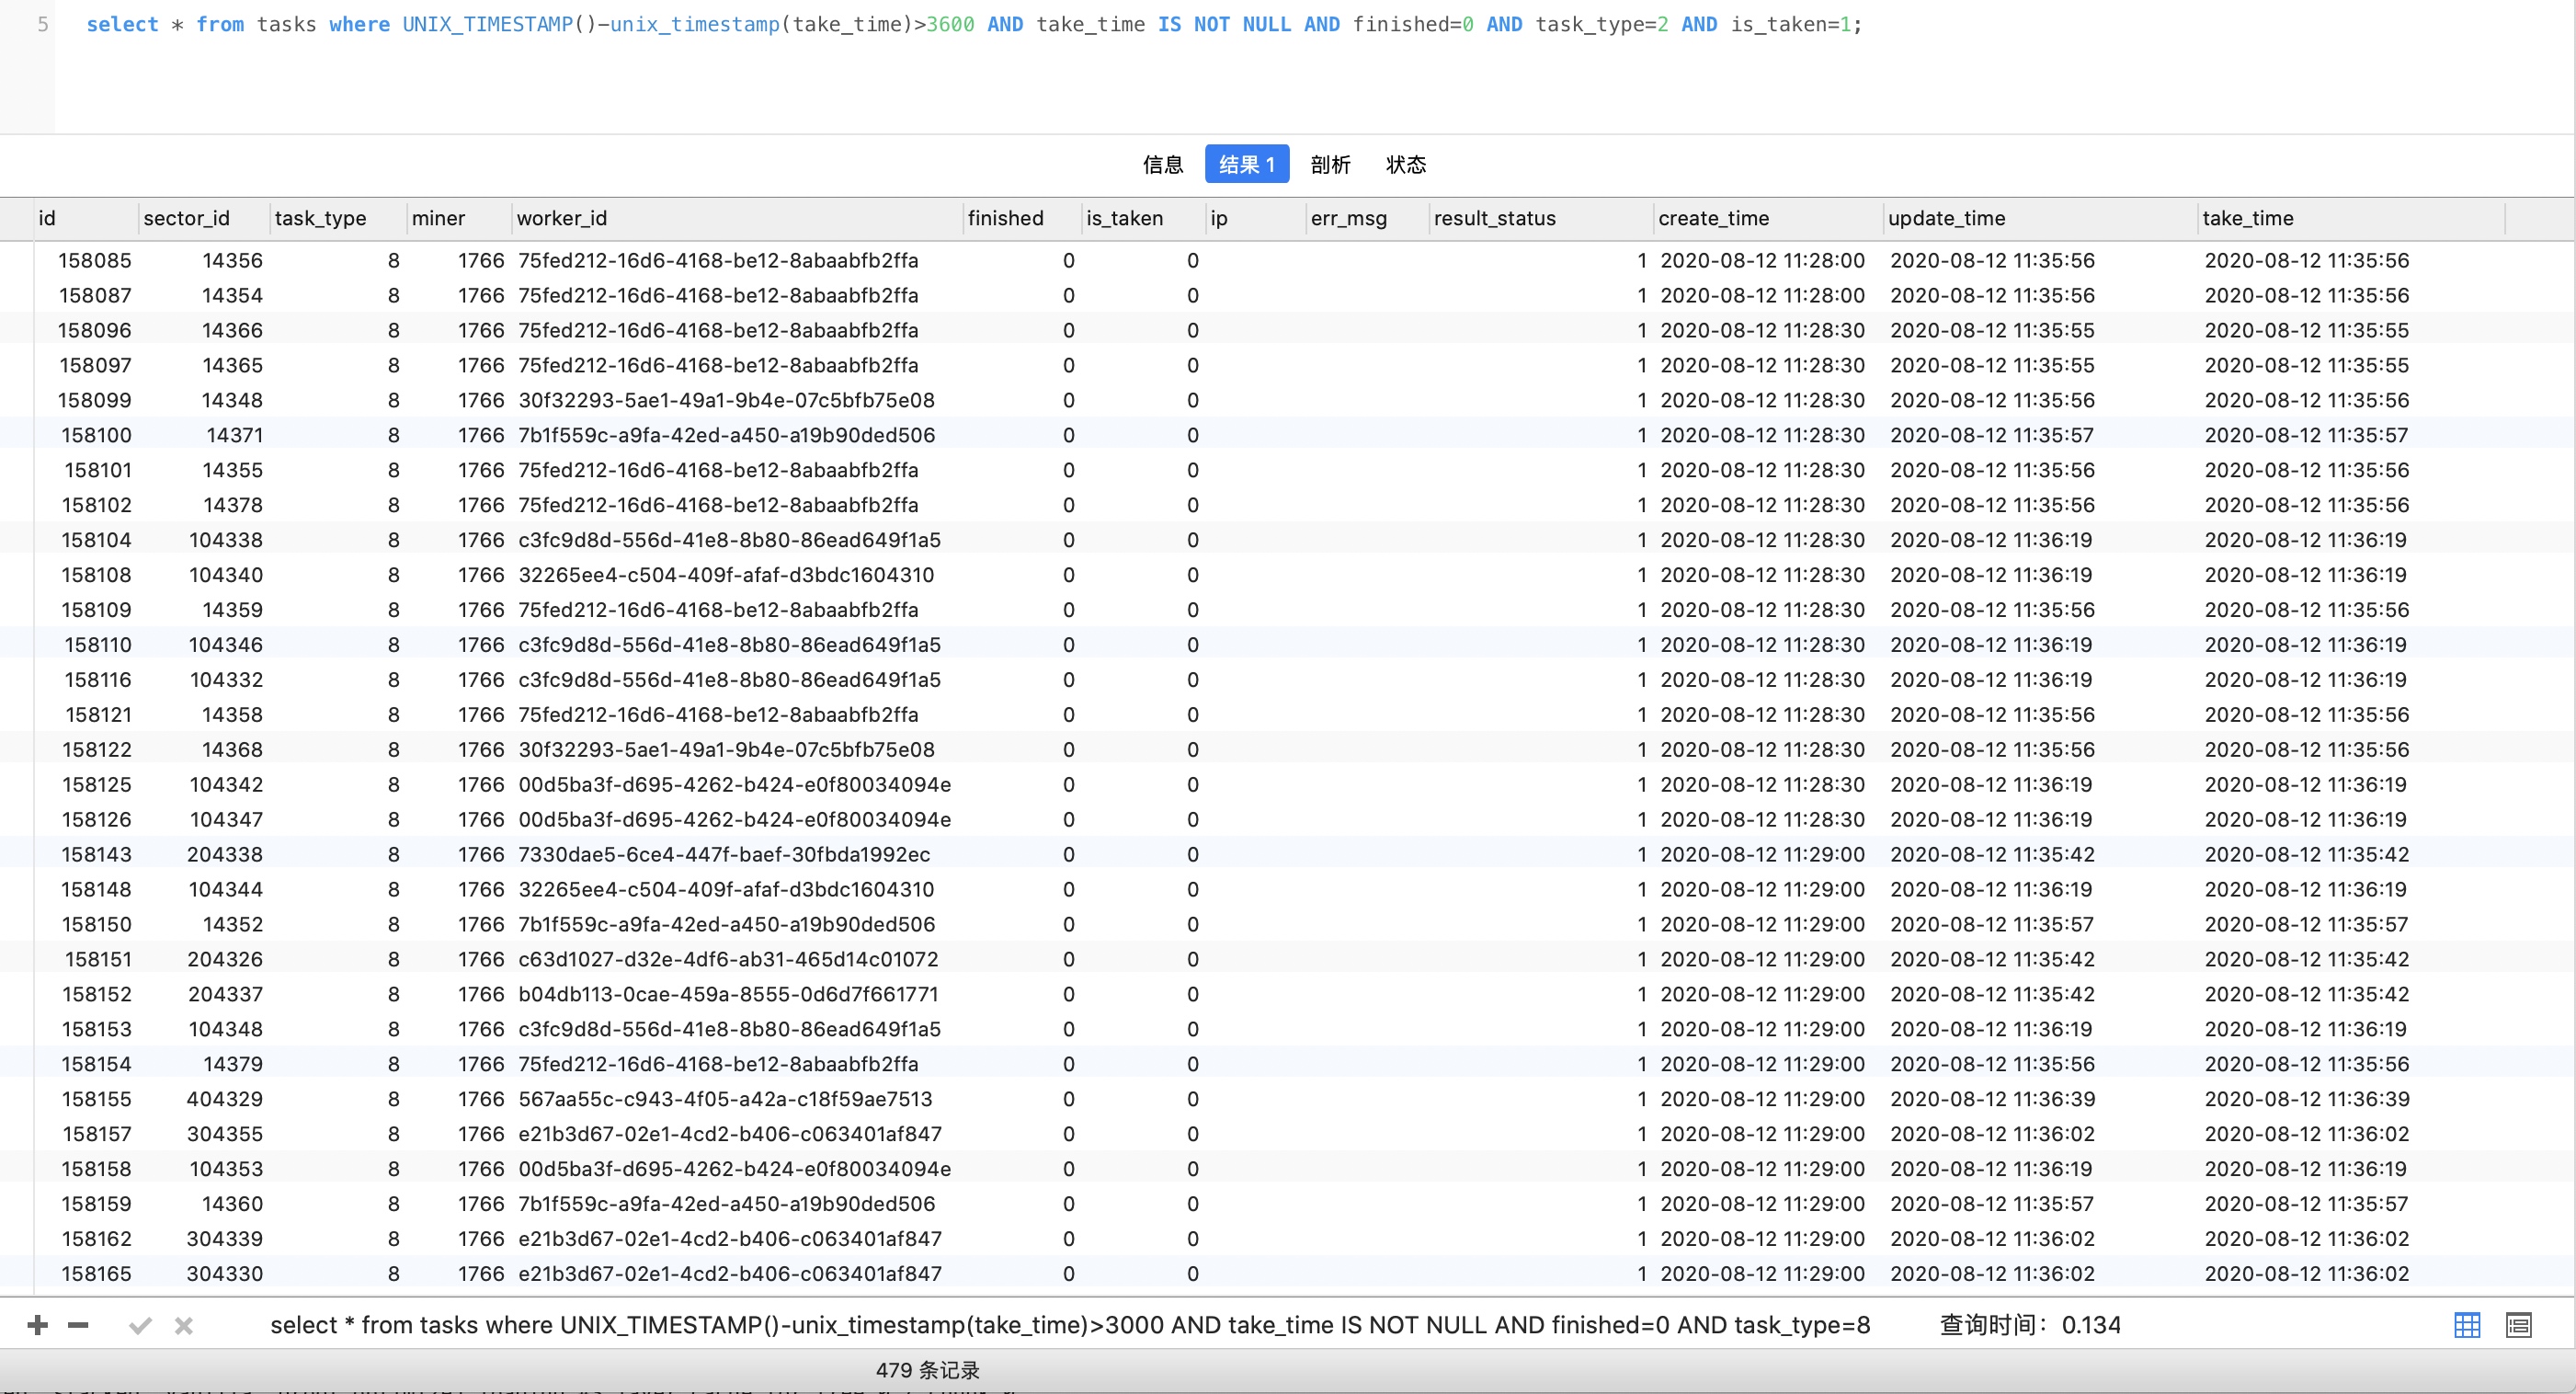 5 select * from tasks where UNIX_TIMESTAMP()-unix_timestamp(take_time)>3600 AND take_time IS NOT NULL AND finished=0 AND task_type=2 AND is_taken=1;
信息 结果 1 剖析 状态
id sector_id task_type miner worker_id finished is_taken ip err_msg result_status create_time update_time take_time
158085 14356 8 1766 75fed212-16d6-4168-be12-8abaabfb2ffa 0 0 1 2020-08-12 11:28:00 2020-08-12 11:35:56 2020-08-12 11:35:56
158087 14354 8 1766 75fed212-16d6-4168-be12-8abaabfb2ffa 0 0 1 2020-08-12 11:28:00 2020-08-12 11:35:56 2020-08-12 11:35:56
158096 14366 8 1766 75fed212-16d6-4168-be12-8abaabfb2ffa 0 0 1 2020-08-12 11:28:30 2020-08-12 11:35:55 2020-08-12 11:35:55
158097 14365 8 1766 75fed212-16d6-4168-be12-8abaabfb2ffa 0 0 1 2020-08-12 11:28:30 2020-08-12 11:35:55 2020-08-12 11:35:55
158099 14348 8 1766 30f32293-5ae1-49a1-9b4e-07c5bfb75e08 0 0 1 2020-08-12 11:28:30 2020-08-12 11:35:56 2020-08-12 11:35:56
158100 14371 8 1766 7b1f559c-a9fa-42ed-a450-a19b90ded506 0 0 1 2020-08-12 11:28:30 2020-08-12 11:35:57 2020-08-12 11:35:57
158101 14355 8 1766 75fed212-16d6-4168-be12-8abaabfb2ffa 0 0 1 2020-08-12 11:28:30 2020-08-12 11:35:56 2020-08-12 11:35:56
158102 14378 8 1766 75fed212-16d6-4168-be12-8abaabfb2ffa 0 0 1 2020-08-12 11:28:30 2020-08-12 11:35:56 2020-08-12 11:35:56
158104 104338 8 1766 c3fc9d8d-556d-41e8-8b80-86ead649f1a5 0 0 1 2020-08-12 11:28:30 2020-08-12 11:36:19 2020-08-12 11:36:19
158108 104340 8 1766 32265ee4-c504-409f-afaf-d3bdc1604310 0 0 1 2020-08-12 11:28:30 2020-08-12 11:36:19 2020-08-12 11:36:19
158109 14359 8 1766 75fed212-16d6-4168-be12-8abaabfb2ffa 0 0 1 2020-08-12 11:28:30 2020-08-12 11:35:56 2020-08-12 11:35:56
158110 104346 8 1766 c3fc9d8d-556d-41e8-8b80-86ead649f1a5 0 0 1 2020-08-12 11:28:30 2020-08-12 11:36:19 2020-08-12 11:36:19
158116 104332 8 1766 c3fc9d8d-556d-41e8-8b80-86ead649f1a5 0 0 1 2020-08-12 11:28:30 2020-08-12 11:36:19 2020-08-12 11:36:19
158121 14358 8 1766 75fed212-16d6-4168-be12-8abaabfb2ffa 0 0 1 2020-08-12 11:28:30 2020-08-12 11:35:56 2020-08-12 11:35:56
158122 14368 8 1766 30f32293-5ae1-49a1-9b4e-07c5bfb75e08 0 0 1 2020-08-12 11:28:30 2020-08-12 11:35:56 2020-08-12 11:35:56
158125 104342 8 1766 00d5ba3f-d695-4262-b424-e0f80034094e 0 0 1 2020-08-12 11:28:30 2020-08-12 11:36:19 2020-08-12 11:36:19
158126 104347 8 1766 00d5ba3f-d695-4262-b424-e0f80034094e 0 0 1 2020-08-12 11:28:30 2020-08-12 11:36:19 2020-08-12 11:36:19
158143 204338 8 1766 7330dae5-6ce4-447f-baef-30fbda1992ec 0 0 1 2020-08-12 11:29:00 2020-08-12 11:35:42 2020-08-12 11:35:42
158148 104344 8 1766 32265ee4-c504-409f-afaf-d3bdc1604310 0 0 1 2020-08-12 11:29:00 2020-08-12 11:36:19 2020-08-12 11:36:19
158150 14352 8 1766 7b1f559c-a9fa-42ed-a450-a19b90ded506 0 0 1 2020-08-12 11:29:00 2020-08-12 11:35:57 2020-08-12 11:35:57
158151 204326 8 1766 c63d1027-d32e-4df6-ab31-465d14c01072 0 0 1 2020-08-12 11:29:00 2020-08-12 11:35:42 2020-08-12 11:35:42
158152 204337 8 1766 b04db113-0cae-459a-8555-0d6d7f661771 0 0 1 2020-08-12 11:29:00 2020-08-12 11:35:42 2020-08-12 11:35:42
158153 104348 8 1766 c3fc9d8d-556d-41e8-8b80-86ead649f1a5 0 0 1 2020-08-12 11:29:00 2020-08-12 11:36:19 2020-08-12 11:36:19
158154 14379 8 1766 75fed212-16d6-4168-be12-8abaabfb2ffa 0 0 1 2020-08-12 11:29:00 2020-08-12 11:35:56 2020-08-12 11:35:56
158155 404329 8 1766 567aa55c-c943-4f05-a42a-c18f59ae7513 0 0 1 2020-08-12 11:29:00 2020-08-12 11:36:39 2020-08-12 11:36:39
158157 304355 8 1766 e21b3d67-02e1-4cd2-b406-c063401af847 0 0 1 2020-08-12 11:29:00 2020-08-12 11:36:02 2020-08-12 11:36:02
158158 104353 8 1766 00d5ba3f-d695-4262-b424-e0f80034094e 0 0 1 2020-08-12 11:29:00 2020-08-12 11:36:19 2020-08-12 11:36:19
158159 14360 8 1766 7b1f559c-a9fa-42ed-a450-a19b90ded506 0 0 1 2020-08-12 11:29:00 2020-08-12 11:35:57 2020-08-12 11:35:57
158162 304339 8 1766 e21b3d67-02e1-4cd2-b406-c063401af847 0 0 1 2020-08-12 11:29:00 2020-08-12 11:36:02 2020-08-12 11:36:02
158165 304330 8 1766 e21b3d67-02e1-4cd2-b406-c063401af847 0 0 1 2020-08-12 11:29:00 2020-08-12 11:36:02 2020-08-12 11:36:02
select * from tasks where UNIX_TIMESTAMP()-unix_timestamp(take_time)>3000 AND take_time IS NOT NULL AND finished=0 AND task_type=8 查询时间：0.134
479 条记录